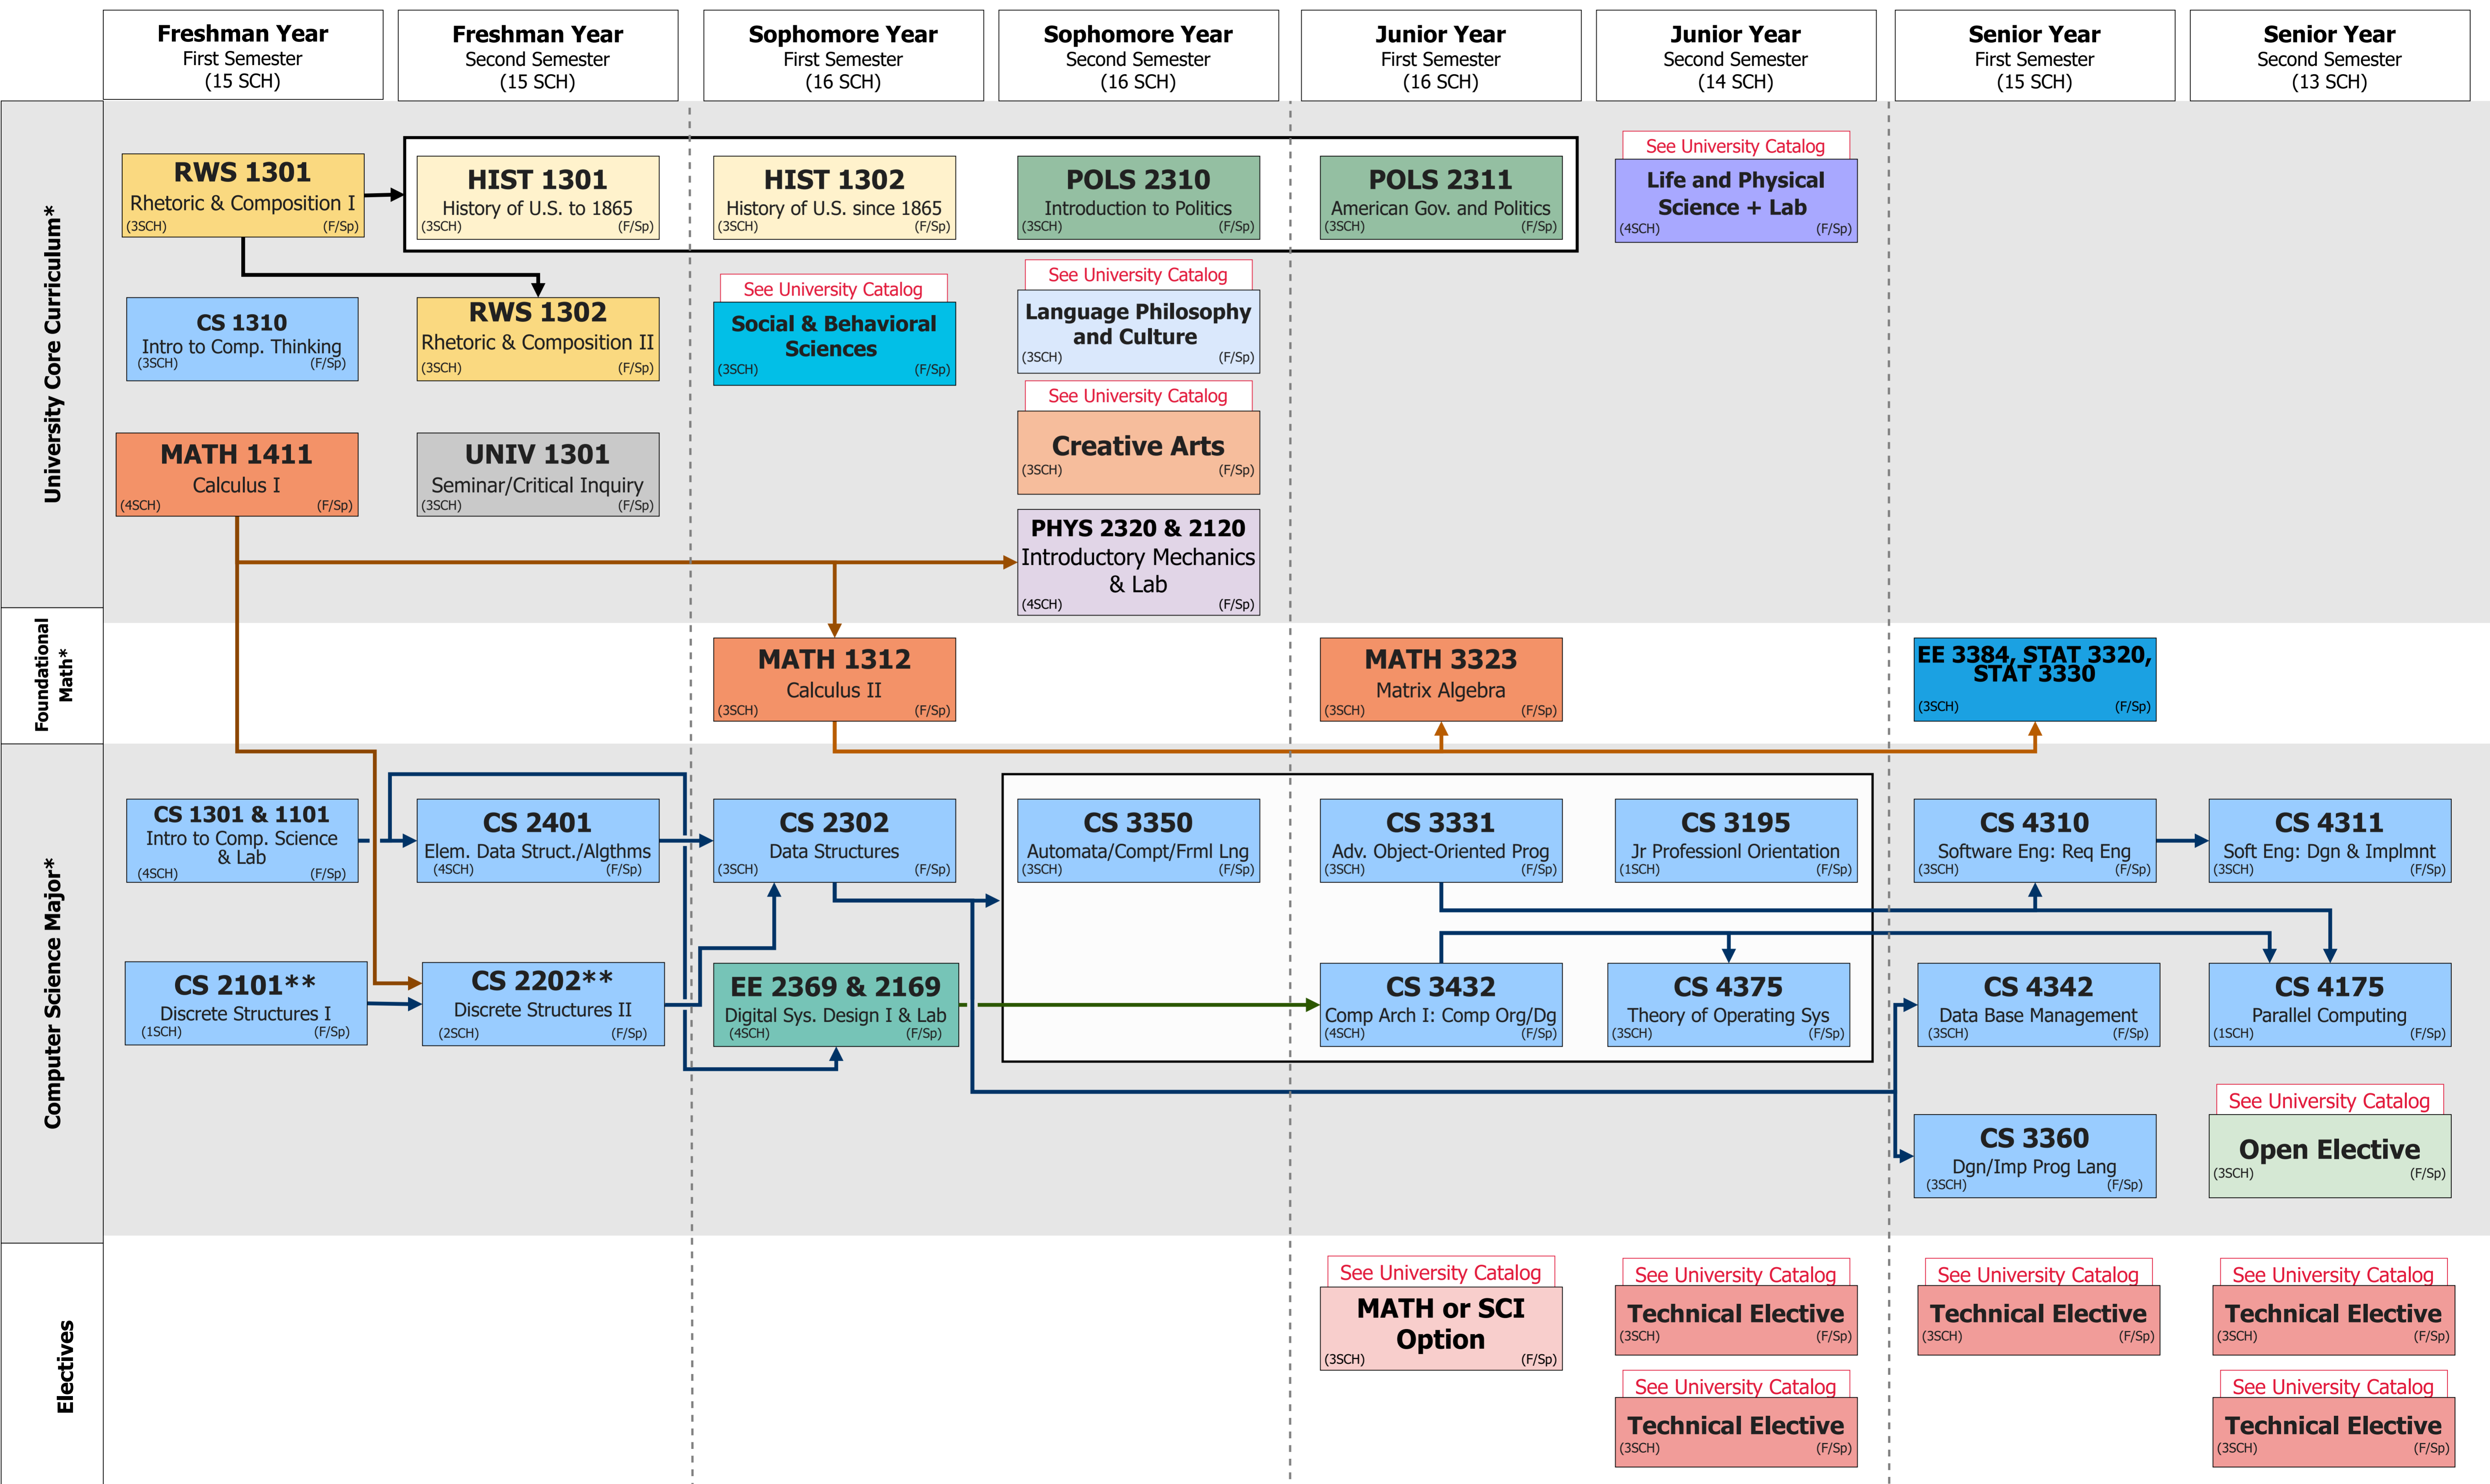 Freshman Year
First Semester
(15 SCH)
Freshman Year
Second Semester
(15 SCH)
Sophomore Year
First Semester
(16 SCH)
Sophomore Year
Second Semester
(16 SCH)
Junior Year
First Semester
(16 SCH)
Junior Year
Second Semester
(14 SCH)
Senior Year
First Semester
(15 SCH)
Senior Year
Second Semester
(13 SCH)
University Core Curriculum*
RWS 1301
Rhetoric & Composition I
(3SCH) (F/Sp)
HIST 1301
History of U.S. to 1865
(3SCH) (F/Sp)
HIST 1302
History of U.S. since 1865
(3SCH) (F/Sp)
POLS 2310
Introduction to Politics
(3SCH) (F/Sp)
POLS 2311
American Gov. and Politics
(3SCH) (F/Sp)
See University Catalog
Life and Physical
Science + Lab
(4SCH) (F/Sp)
CS 1310
Intro to Comp. Thinking
(3SCH) (F/Sp)
RWS 1302
Rhetoric & Composition II
(3SCH) (F/Sp)
See University Catalog
Social & Behavioral
Sciences
(3SCH) (F/Sp)
See University Catalog
Language Philosophy
and Culture
(3SCH) (F/Sp)
See University Catalog
Creative Arts
(3SCH) (F/Sp)
MATH 1411
Calculus I
(4SCH) (F/Sp)
UNIV 1301
Seminar/Critical Inquiry
(3SCH) (F/Sp)
PHYS 2320 & 2120
Introductory Mechanics
& Lab
(4SCH) (F/Sp)
Foundational
Math*
MATH 1312
Calculus II
(3SCH) (F/Sp)
MATH 3323
Matrix Algebra
(3SCH) (F/Sp)
EE 3384, STAT 3320,
STAT 3330
(3SCH) (F/Sp)
Computer Science Major*
CS 1301 & 1101
Intro to Comp. Science
& Lab
(4SCH) (F/Sp)
CS 2401
Elem. Data Struct./Algthms
(4SCH) (F/Sp)
CS 2302
Data Structures
(3SCH) (F/Sp)
CS 3350
Automata/Compt/Frml Lng
(3SCH) (F/Sp)
CS 3331
Adv. Object-Oriented Prog
(3SCH) (F/Sp)
CS 3195
Jr Professionl Orientation
(1SCH) (F/Sp)
CS 4310
Software Eng: Req Eng
(3SCH) (F/Sp)
CS 4311
Soft Eng: Dgn & Implmnt
(3SCH) (F/Sp)
CS 2101**
Discrete Structures I
(1SCH) (F/Sp)
CS 2202**
Discrete Structures II
(2SCH) (F/Sp)
EE 2369 & 2169
Digital Sys. Design I & Lab
(4SCH) (F/Sp)
CS 3432
Comp Arch I: Comp Org/Dg
(4SCH) (F/Sp)
CS 4375
Theory of Operating Sys
(3SCH) (F/Sp)
CS 4342
Data Base Management
(3SCH) (F/Sp)
CS 4175
Parallel Computing
(1SCH) (F/Sp)
CS 3360
Dgn/Imp Prog Lang
(3SCH) (F/Sp)
See University Catalog
Open Elective
(3SCH) (F/Sp)
Electives
See University Catalog
MATH or SCI
Option
(3SCH) (F/Sp)
See University Catalog
Technical Elective
(3SCH) (F/Sp)
See University Catalog
Technical Elective
(3SCH) (F/Sp)
See University Catalog
Technical Elective
(3SCH) (F/Sp)
See University Catalog
Technical Elective
(3SCH) (F/Sp)
See University Catalog
Technical Elective
(3SCH) (F/Sp)